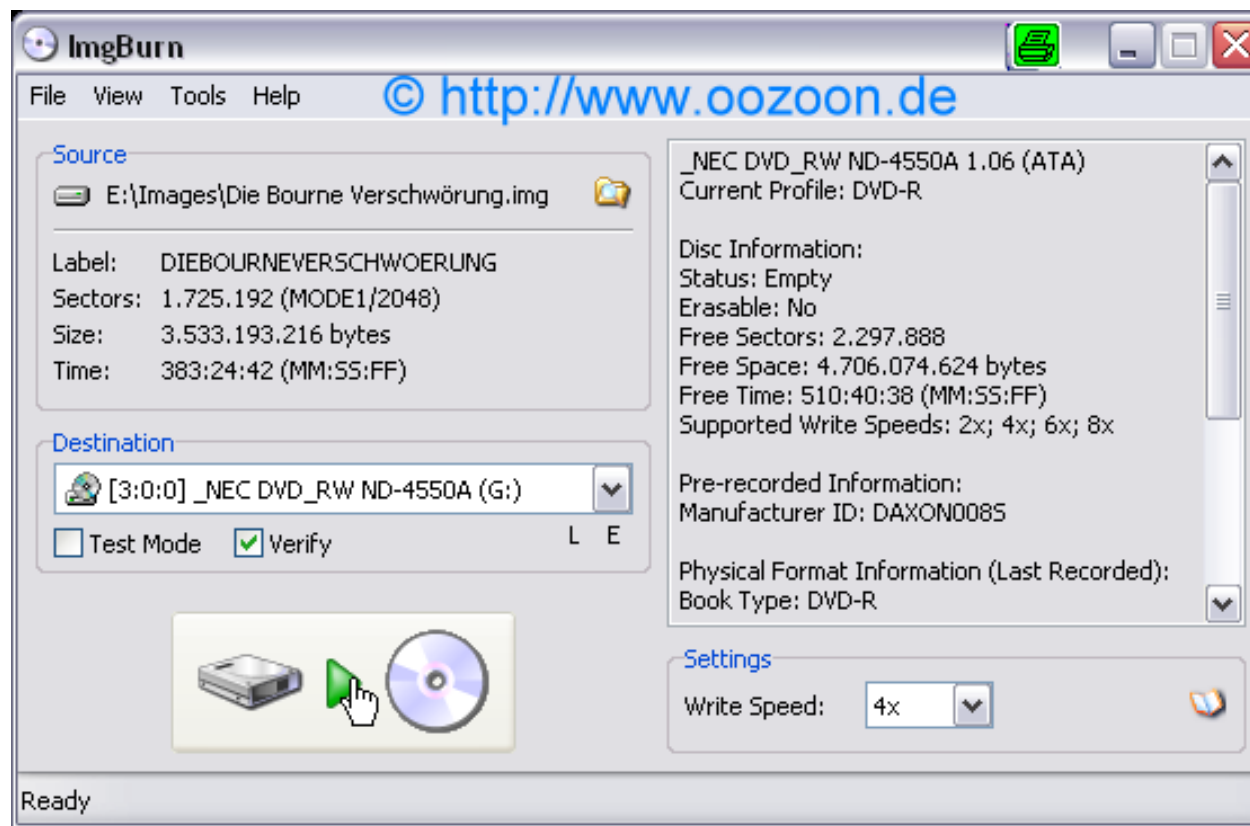 ImgBurn
File View Tools Help
© http://www.oozoon.de
Source
E:\Images\Die Bourne Verschwörung.img
Label: DIEBOURNEVERSCHWOERUNG
Sectors: 1.725.192 (MODE1/2048)
Size: 3.533.193.216 bytes
Time: 383:24:42 (MM:SS:FF)
Destination
[3:0:0] _NEC DVD_RW ND-4550A (G:)
Test Mode Verify L E
_NEC DVD_RW ND-4550A 1.06 (ATA)
Current Profile: DVD-R
Disc Information:
Status: Empty
Erasable: No
Free Sectors: 2.297.888
Free Space: 4.706.074.624 bytes
Free Time: 510:40:38 (MM:SS:FF)
Supported Write Speeds: 2x; 4x; 6x; 8x
Pre-recorded Information:
Manufacturer ID: DAXON008S
Physical Format Information (Last Recorded):
Book Type: DVD-R
Settings
Write Speed: 4x
Ready